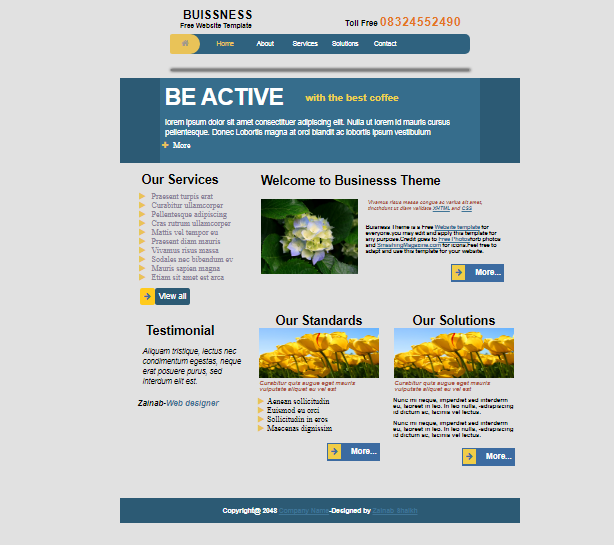 BUISSNESS
Free Website Template
Toll Free 08324552490
Home About Services Solutions Contact
BE ACTIVE with the best coffee
lorem ipsum dolor sit amet consectituer adipiscing elit. Nulla ut lorem id mauris cursus
pellentesque. Donec Lobortis magna at orci blandit ac lobortis ipsum vestibulum
More
Our Services
Praesent turpis erat
Curabitur ullamcorper
Pellentesque adipiscing
Cras rutrum ullamcorper
Mattis vel tempor eu
Praesent diam mauris
Vivamus risus massa
Sodales nec bibendum ev
Mauris sapien magna
Etiam sit amet est arca
View all
Welcome to Businesss Theme
Vivamus risus massa congue ac varius sit amet,
tincidunt us diam validate XHTML and CSS
Buisness Theme is a Free Website template for
everyone.you may edit and apply this template for
any purpose.Credit goes to Free Photosforto photos
and SmashingMagazine.com for icons.Feel free to
adapt and use this template for your website.
More...
Testimonial
Aliquam tristique, lectus nec
condimentum egestas, neque
erat posuere purus, sed
interdum elit est.
Zainab-Web designer
Our Standards
Curabitur quis augue eget mauris
vulputate aliquet eu vel est
Aenean sollicitudin
Euismod eu orci
Sollicitudin in eros
Maecenas dignissim
More...
Our Solutions
Curabitur quis augue eget mauris
vulputate aliquet eu vel est
Nunc mi neque, imperdiet sed interderm
eu, laoreet in leo. In leo nulla, -adipiscing
id dictum ac, lacinia vel lectus.
Nunc mi neque, imperdiet sed interderm
eu, laoreet in leo. In leo nulla, -adipiscing
id dictum ac, lacinia vel lectus.
More...
Copyright@ 2048 Company Name-Designed by Zainab Shaikh